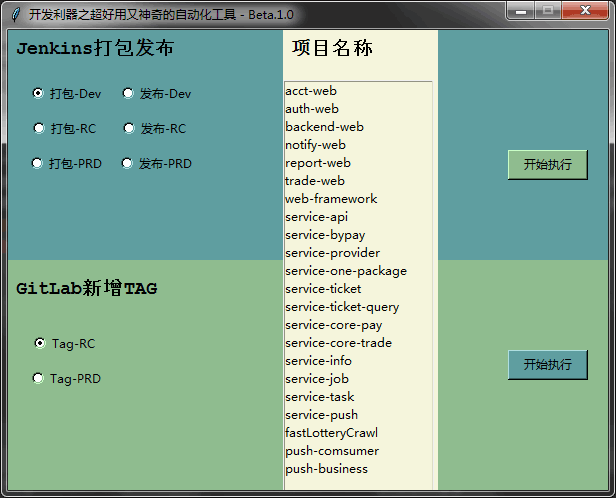 开发利器之超好用又神奇的自动化工具 - Beta.1.0
Jenkins打包发布
打包-Dev 发布-Dev
打包-RC 发布-RC
打包-PRD 发布-PRD
GitLab新增TAG
Tag-RC
Tag-PRD
项目名称
acct-web
auth-web
backend-web
notify-web
report-web
trade-web
web-framework
service-api
service-bypay
service-provider
service-one-package
service-ticket
service-ticket-query
service-core-pay
service-core-trade
service-info
service-job
service-task
service-push
fastLotteryCrawl
push-comsumer
push-business
开始执行
开始执行